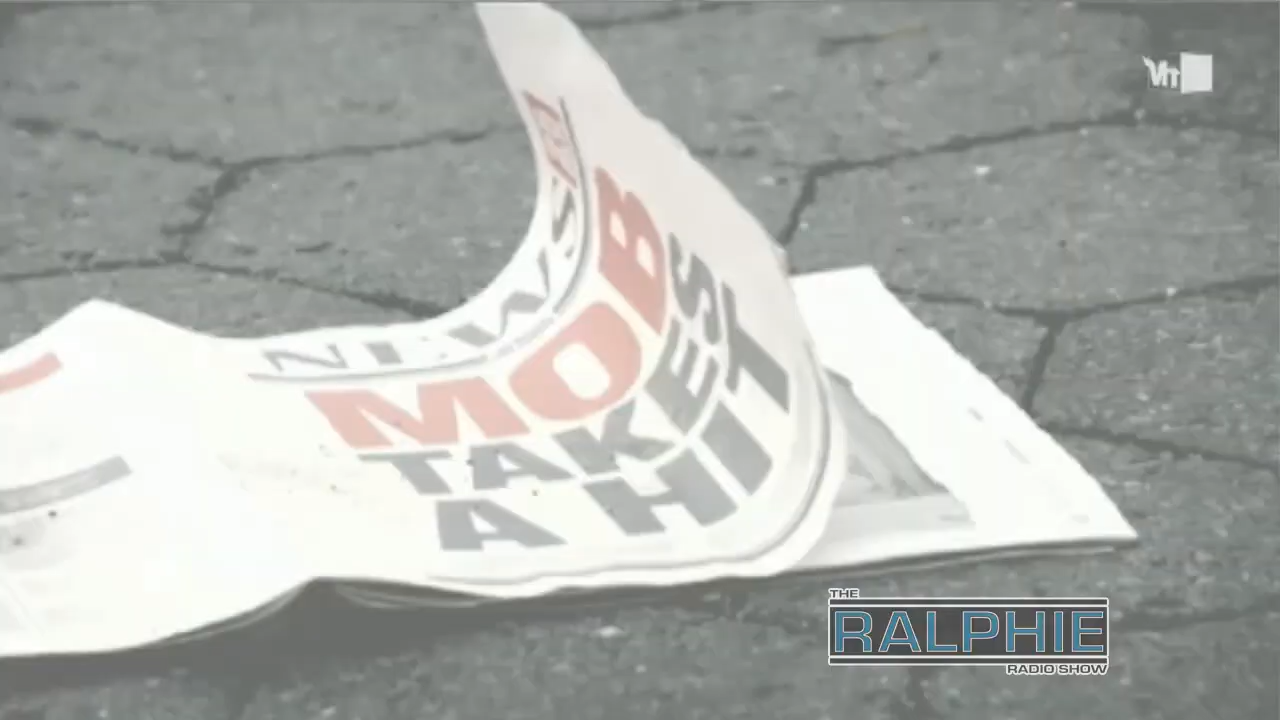 VH1
NEWS
MOB
TAKES
A HIT
THE
RALPHIE
RADIO SHOW